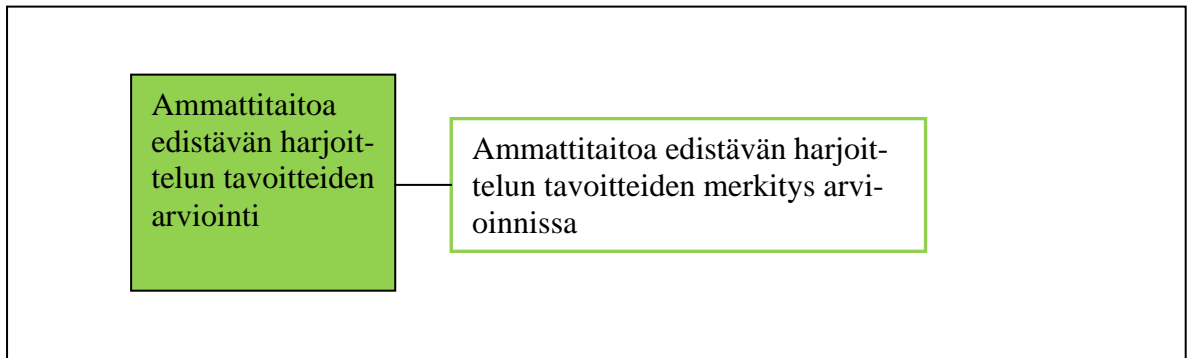 Ammattitaitoa
edistävän harjoit-
telun tavoitteiden
arviointi
Ammattitaitoa edistävän harjoit-
telun tavoitteiden merkitys arvi-
oinnissa